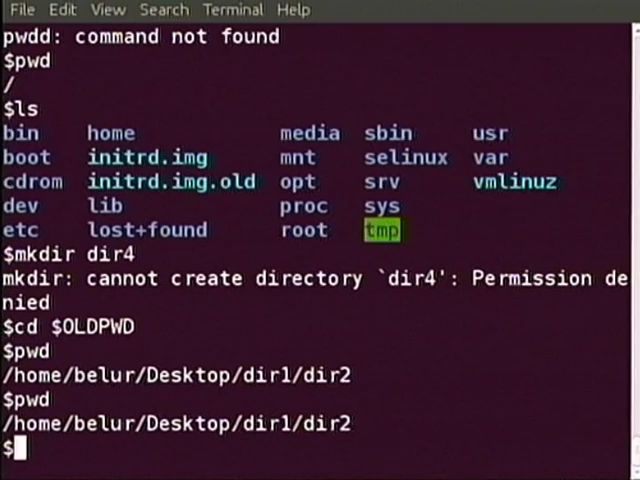 File Edit View Search Terminal Help
pwdd: command not found
$pwd
/
$ls
bin home media sbin usr
boot initrd.img mnt selinux var
cdrom initrd.img.old opt srv vmlinuz
dev lib proc sys
etc lost+found root tmp
$mkdir dir4
mkdir: cannot create directory `dir4': Permission de
nied
$cd $OLDPWD
$pwd
/home/belur/Desktop/dir1/dir2
$pwd
/home/belur/Desktop/dir1/dir2
$